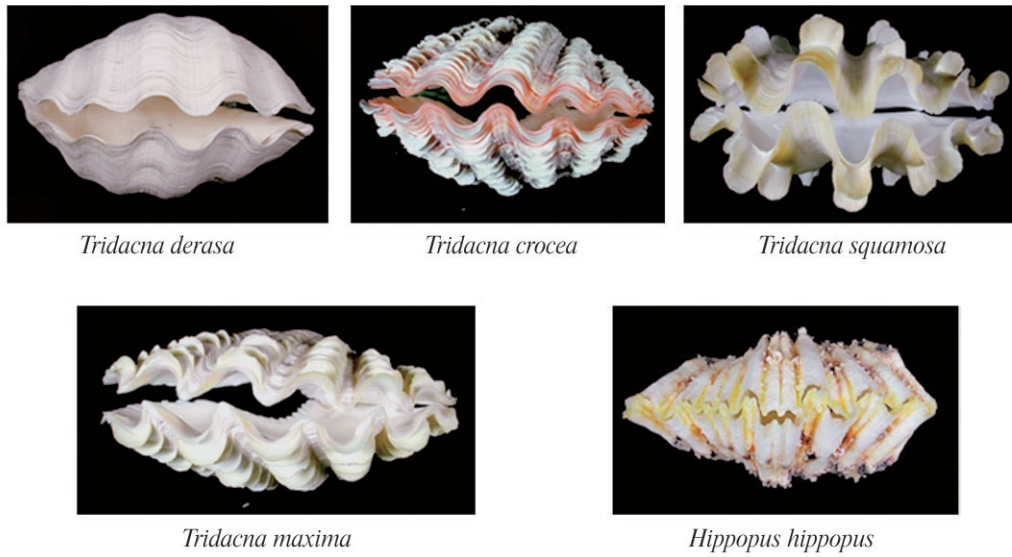 Tridacna derasa
Tridacna crocea
Tridacna squamosa
Tridacna maxima
Hippopus hippopus